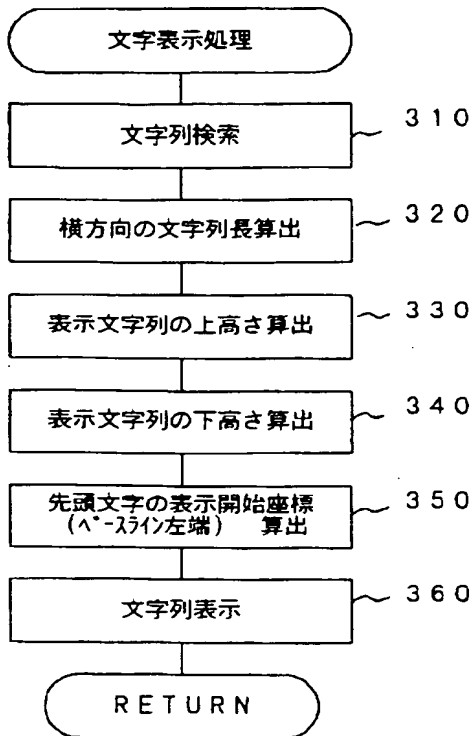 文字表示処理
文字列検索
310
横方向の文字列長算出
320
表示文字列の上高さ算出
330
表示文字列の下高さ算出
340
先頭文字の表示開始座標
(ベースライン左端) 算出
350
文字列表示
360
RETURN